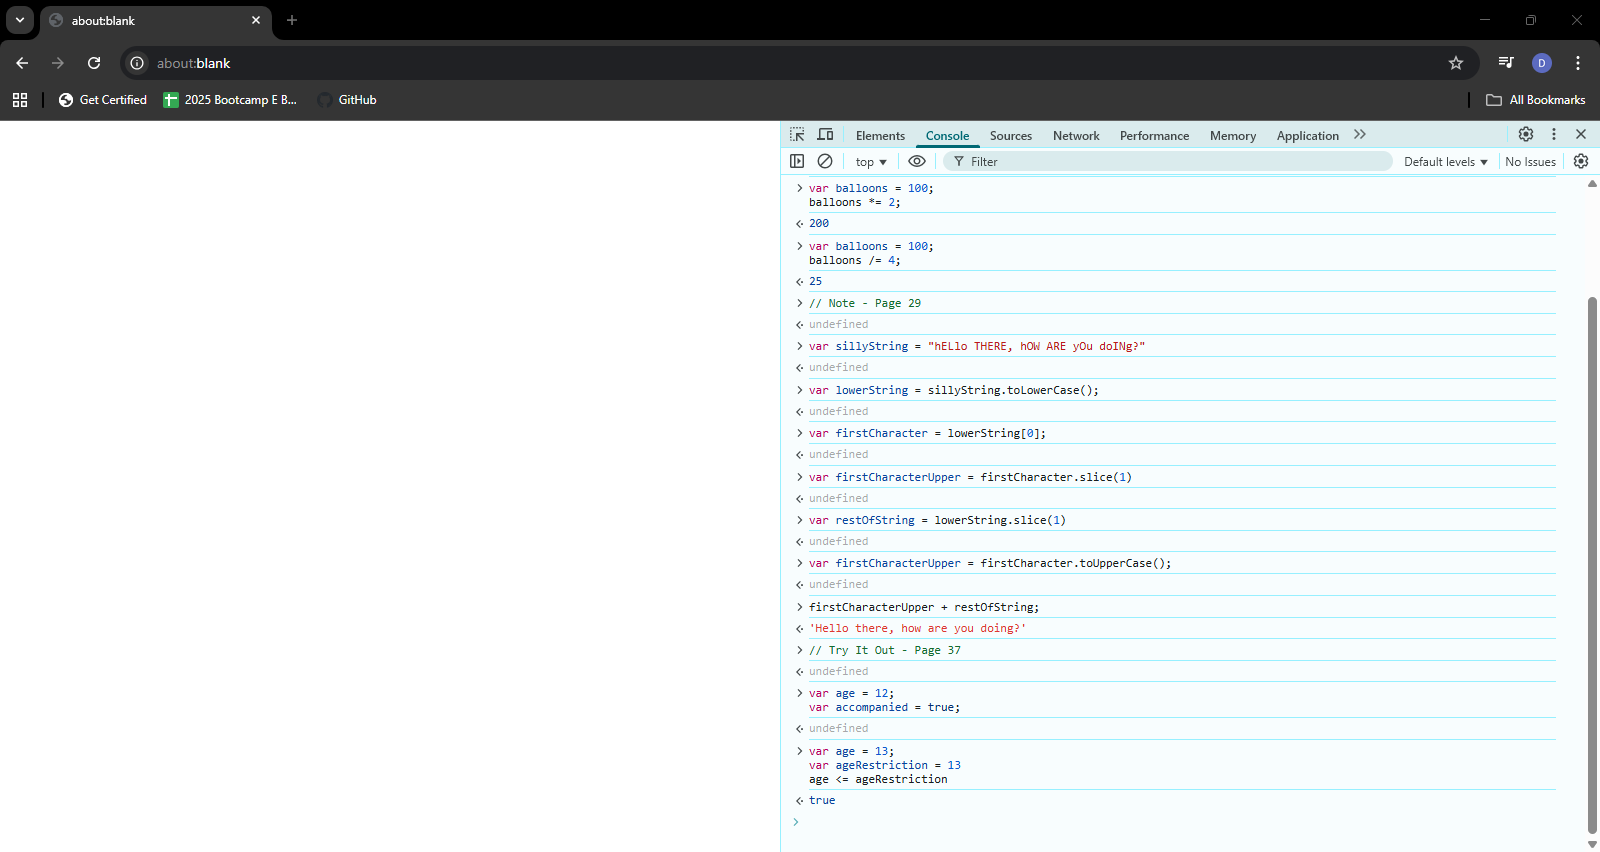 about:blank
about:blank
D
Get Certified
2025 Bootcamp E B...
GitHub
All Bookmarks
Elements Console Sources Network Performance Memory Application
top
Filter
Default levels
No Issues
var balloons = 100;
balloons *= 2;
200
var balloons = 100;
balloons /= 4;
25
// Note - Page 29
undefined
var sillyString = "hELlo THERE, hOW ARE yOu doINg?"
undefined
var lowerString = sillyString.toLowerCase();
undefined
var firstCharacter = lowerString[0];
undefined
var firstCharacterUpper = firstCharacter.slice(1)
undefined
var restOfString = lowerString.slice(1)
undefined
var firstCharacterUpper = firstCharacter.toUpperCase();
undefined
firstCharacterUpper + restOfString;
'Hello there, how are you doing?'
// Try It Out - Page 37
undefined
var age = 12;
var accompanied = true;
undefined
var age = 13;
var ageRestriction = 13
age <= ageRestriction
true